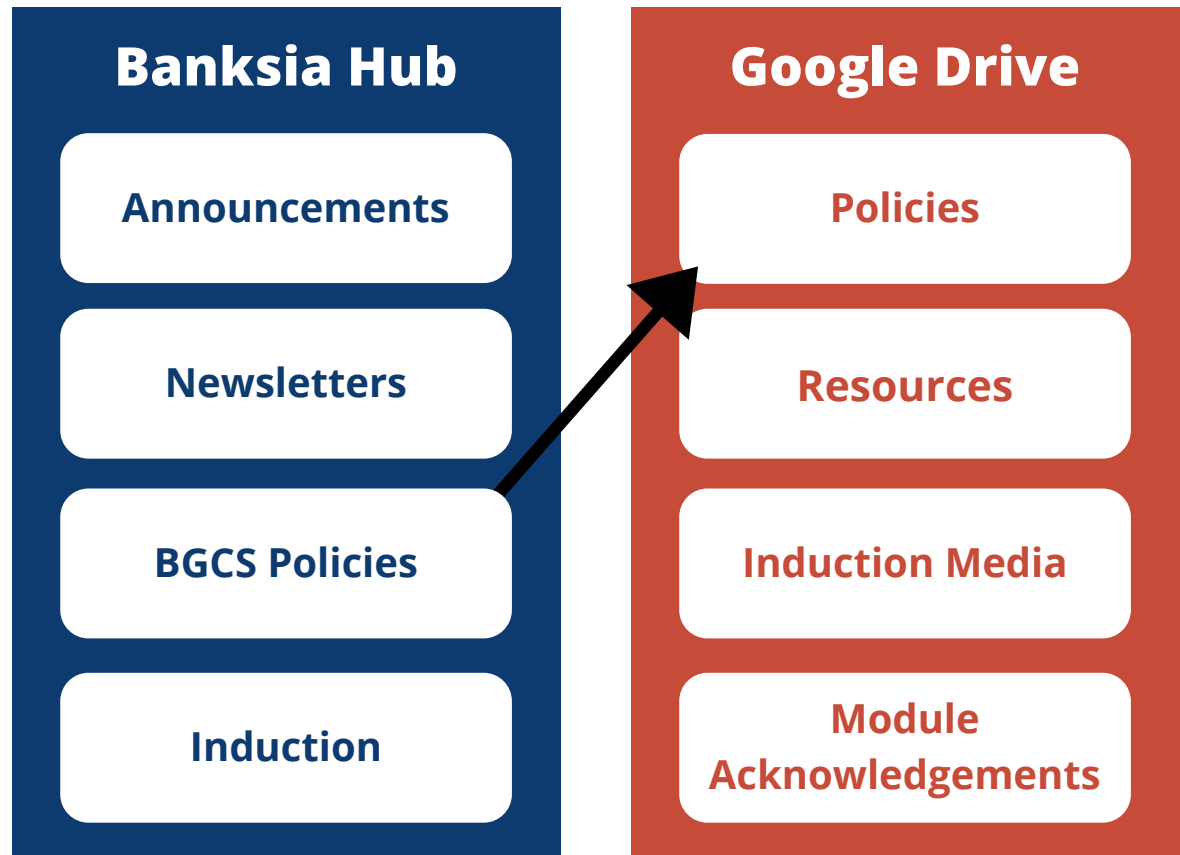 Banksia Hub
Announcements
Newsletters
BGCS Policies
Induction
Google Drive
Policies
Resources
Induction Media
Module
Acknowledgements